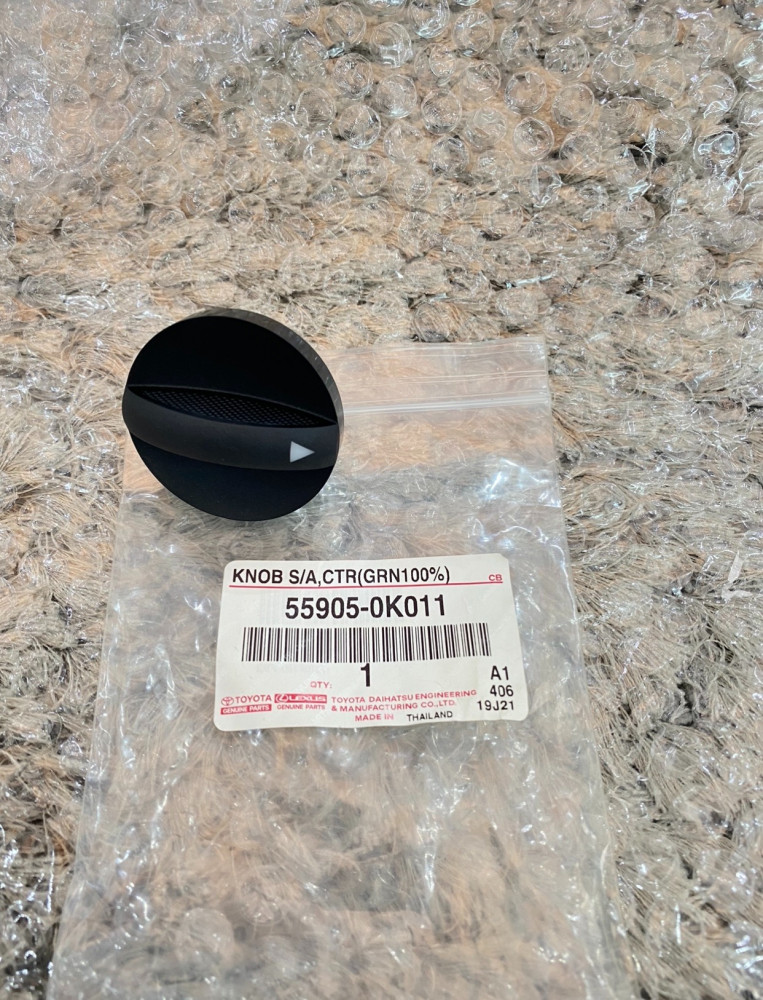 KNOB S/A,CTR(GRN100%) CB
55905-0K011
QTY: 1 A1
406
TOYOTA LEXUS TOYOTA DAIHATSU ENGINEERING
GENUINE PARTS GENUINE PARTS & MANUFACTURING CO.,LTD. 19J21
MADE IN THAILAND